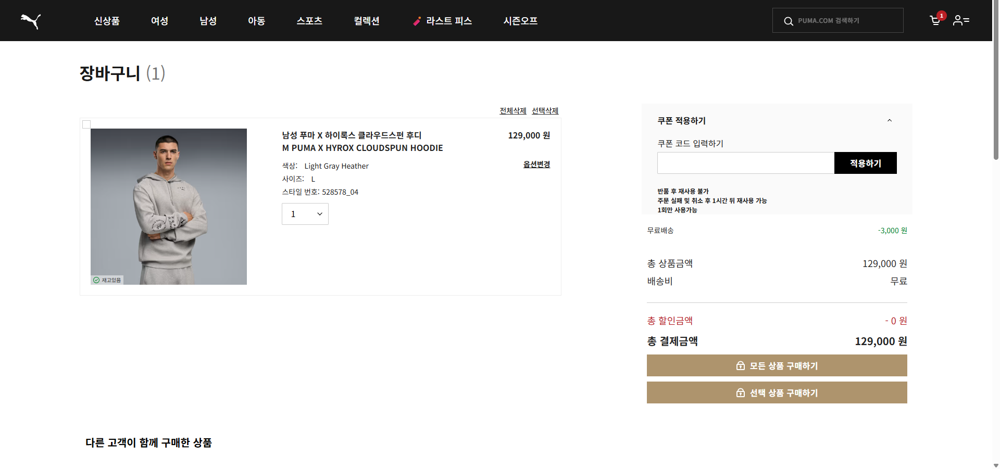 신상품
여성
남성
아동
스포츠
컬렉션
라스트 피스
시즌오프
PUMA.COM 검색하기
1
장바구니 (1)
전체삭제 선택삭제
남성 푸마 X 하이록스 클라우드스펀 후디
M PUMA X HYROX CLOUDSPUN HOODIE
129,000 원
색상: Light Gray Heather
옵션변경
사이즈: L
스타일 번호: 528578_04
1
재고있음
쿠폰 적용하기
쿠폰 코드 입력하기
적용하기
반품 후 재사용 불가
주문 실패 및 취소 후 1시간 뒤 재사용 가능
1회만 사용가능
무료배송 -3,000 원
총 상품금액 129,000 원
배송비 무료
총 할인금액 - 0 원
총 결제금액 129,000 원
모든 상품 구매하기
선택 상품 구매하기
다른 고객이 함께 구매한 상품